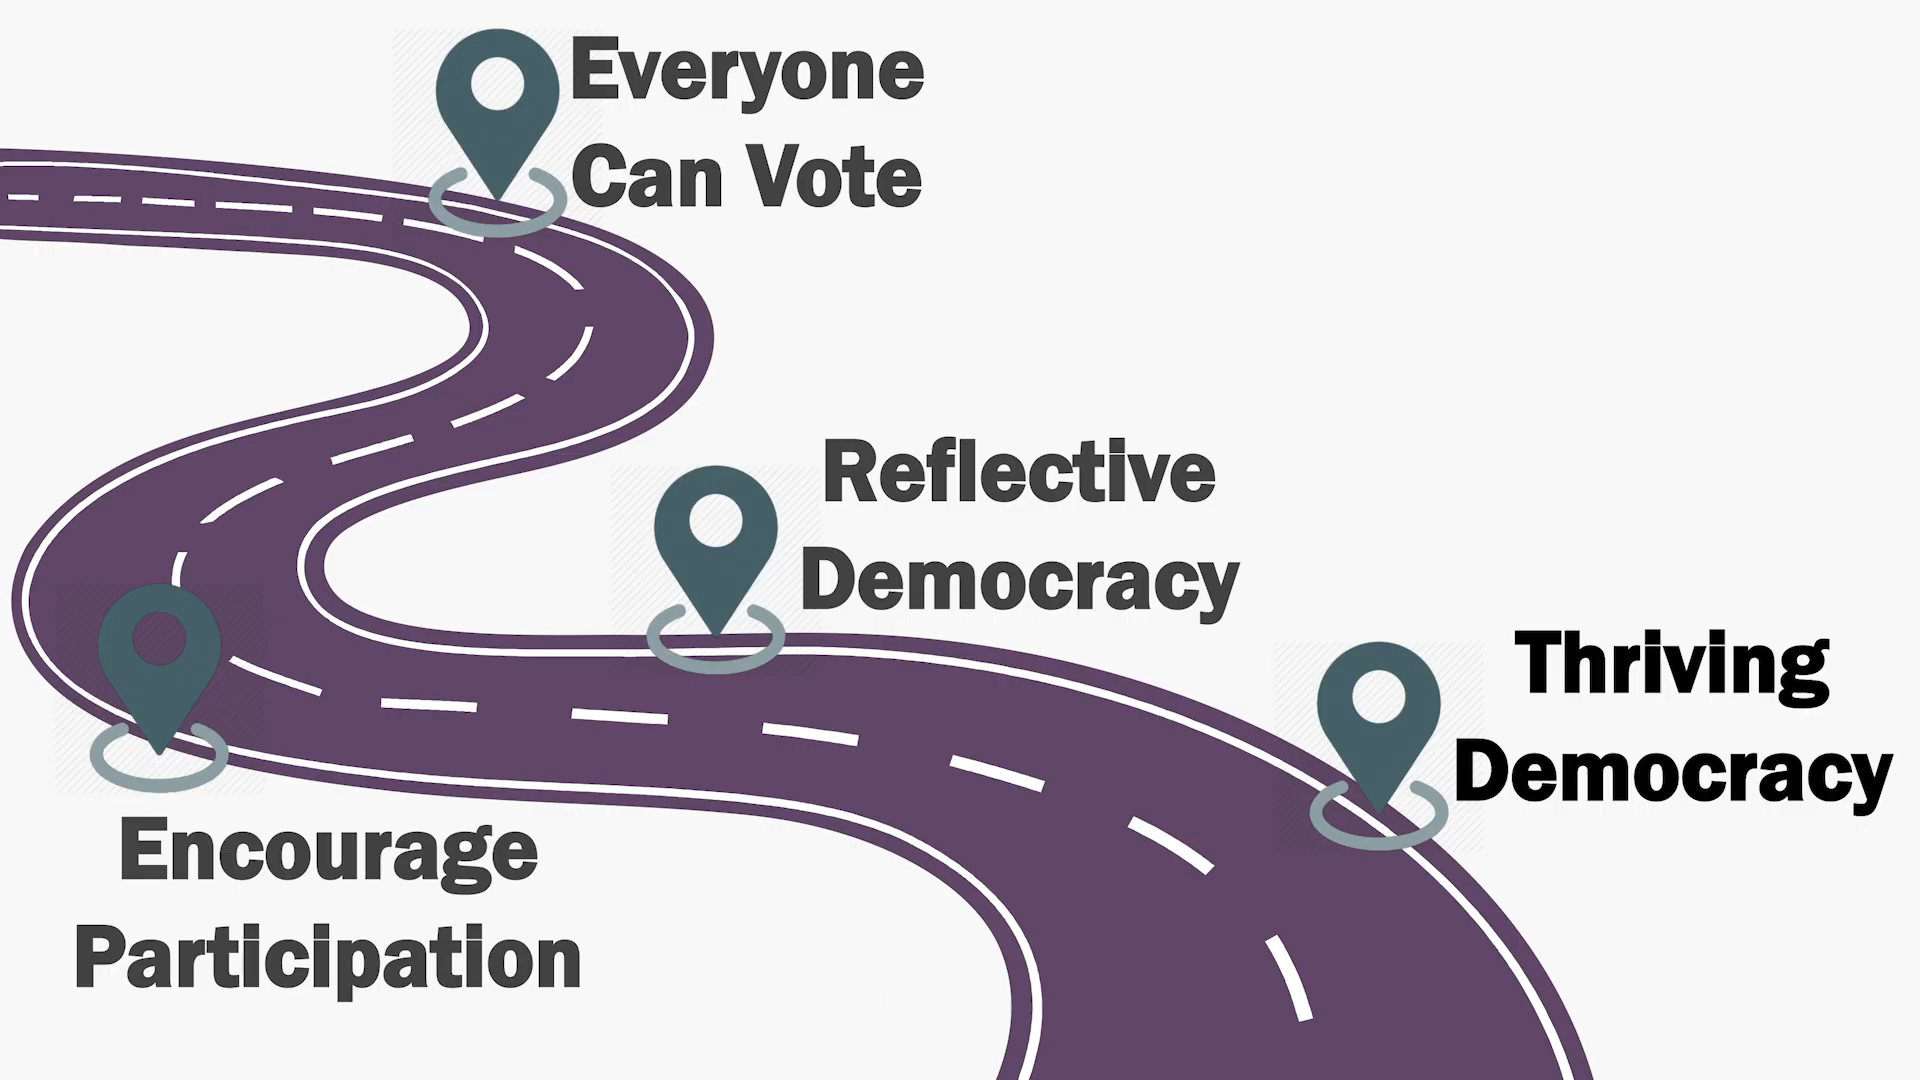 Everyone
Can Vote
Reflective
Democracy
Thriving
Democracy
Encourage
Participation